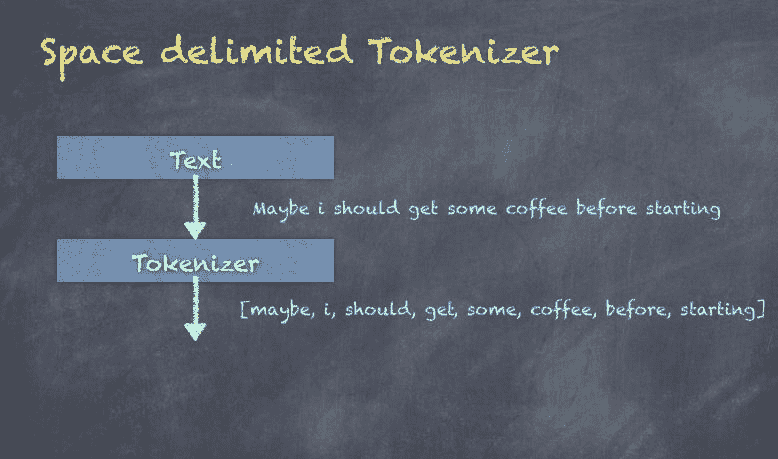 Space delimited Tokenizer
Text
Maybe i should get some coffee before starting
Tokenizer
[maybe, i, should, get, some, coffee, before, starting]